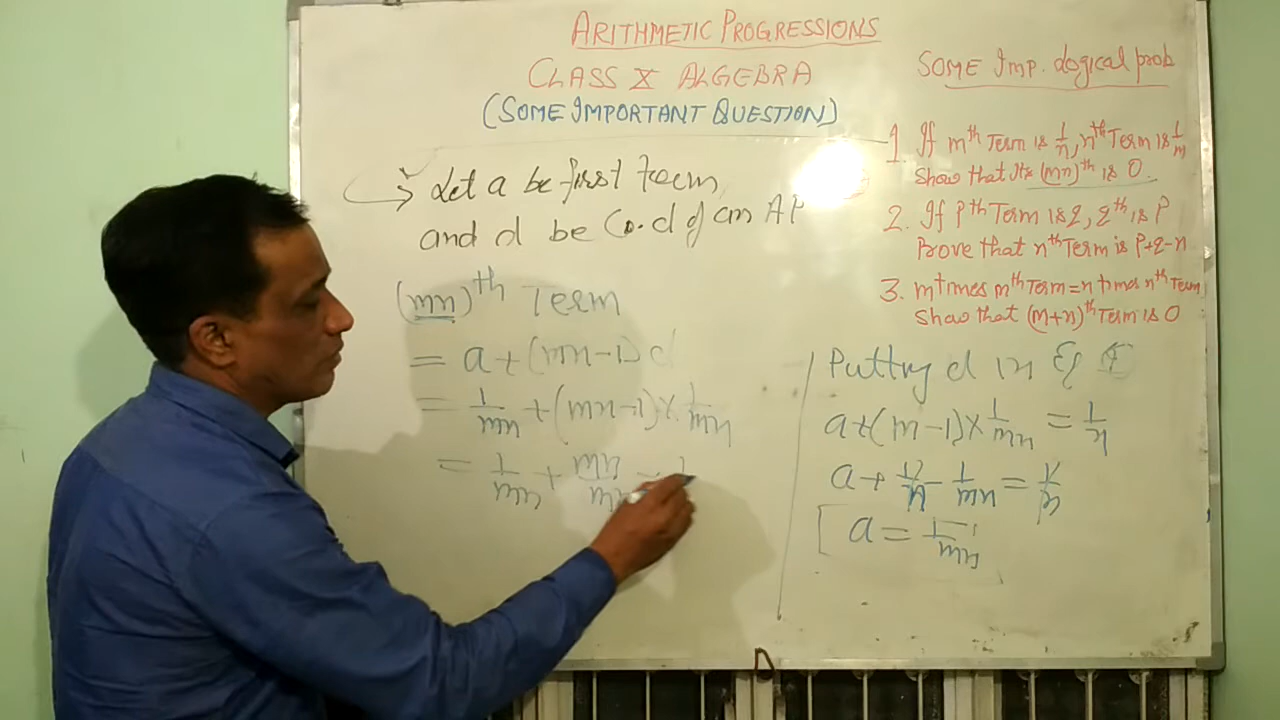 ARITHMETIC PROGRESSIONS
CLASS X ALGEBRA
(SOME IMPORTANT QUESTION)
Let a be first term
and d be Co.d of an AP
(mn)th Term
= a+(mn-1)d
= 1/mn +(mn-1)× 1/mn
= 1/mn + mn/mn - 1
SOME Imp. Logical prob
1. If mth Term is 1/n, nth Term is 1/m
Show that Its (mn)th is 0.
2. If Pth Term is q, qth is P
Prove that nth Term is P+q-n
3. m times mth Term = n times nth Term
Show that (m+n)th Term is 0
Putting d in Eq
a+(m-1)× 1/mn = 1/n
a+ 1/n - 1/mn = 1/n
a = 1/mn